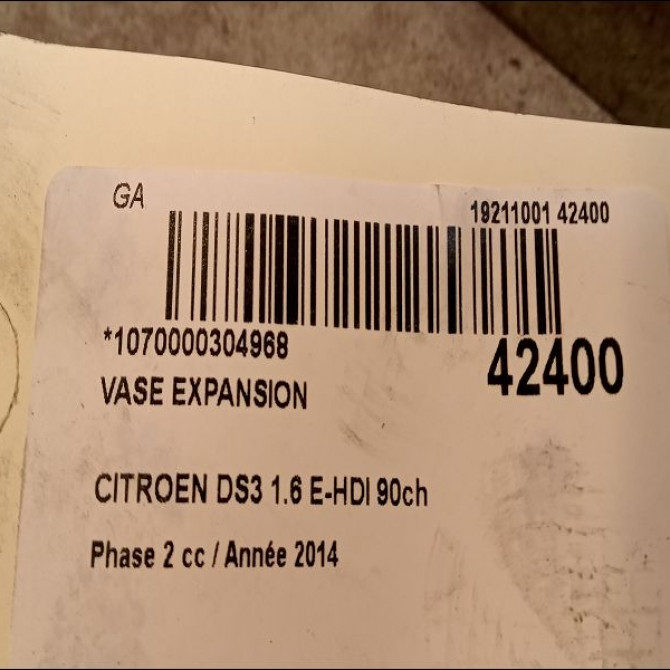 GA
19211001 42400
*1070000304968
42400
VASE EXPANSION
CITROEN DS3 1.6 E-HDI 90ch
Phase 2 cc / Année 2014